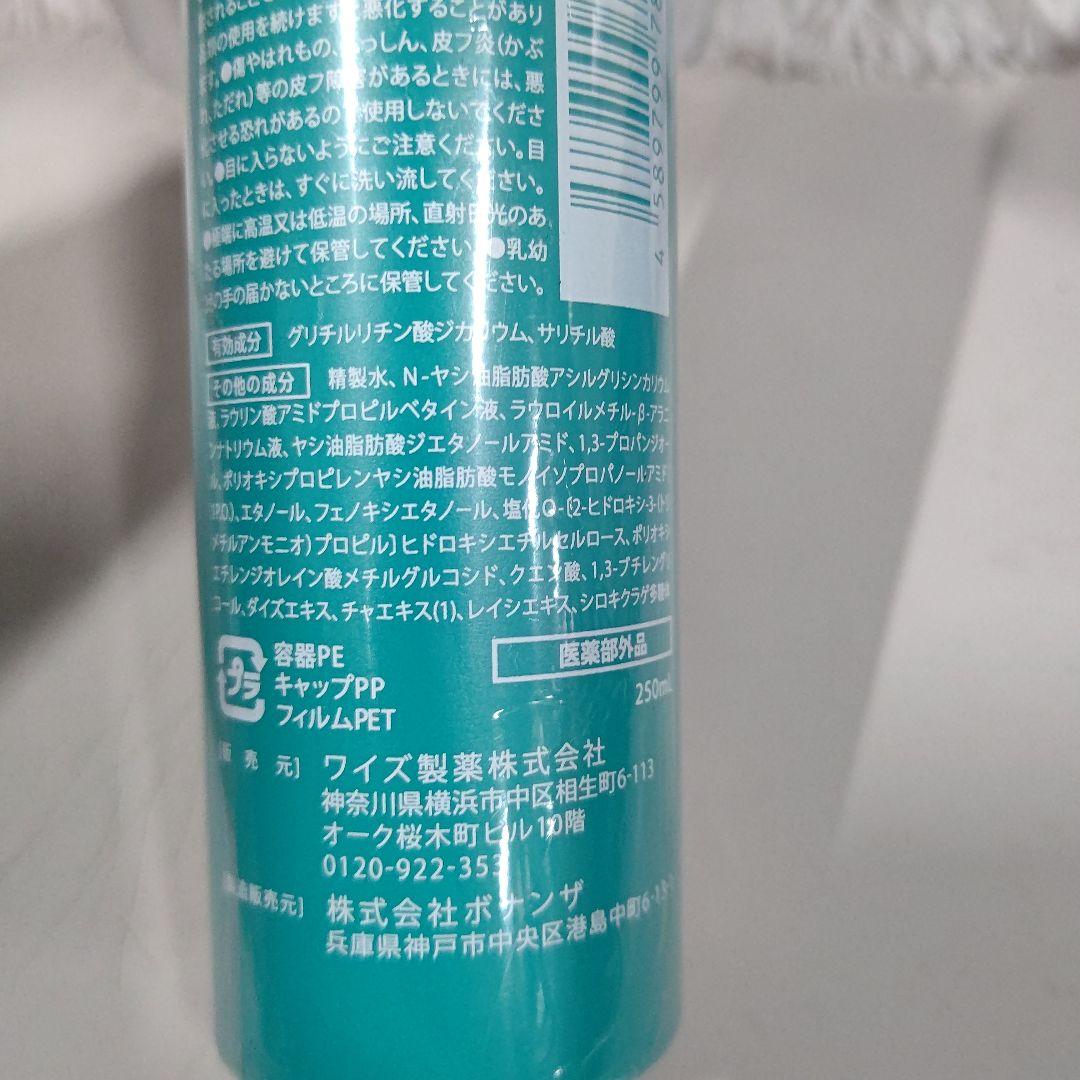 されることさ
類の使用を続けますと悪化することがあり
す。●傷やはれもの、しっしん、皮フ炎(かぶ
れ、ただれ)等の皮フ障害があるときには、悪
化させる恐れがあるので使用しないでくださ
い。●目に入らないようにご注意ください。目
に入ったときは、すぐに洗い流してください。
●極端に高温又は低温の場所、直射日光のあ
たる場所を避けて保管してください。●乳幼
児の手の届かないところに保管してください。
4 589799
有効成分 グリチルリチン酸ジカリウム、サリチル酸
その他の成分 精製水、N-ヤシ油脂肪酸アシルグリシンカリウム
液、ラウリン酸アミドプロピルベタイン液、ラウロイルメチル-β-アラニ
ンナトリウム液、ヤシ油脂肪酸ジエタノールアミド、1,3-プロパンジオー
ル、ポリオキシプロピレンヤシ油脂肪酸モノイソプロパノールアミド
P.O.)、エタノール、フェノキシエタノール、塩化O-〔2-ヒドロキシ-3-(トリ
メチルアンモニオ)プロピル〕ヒドロキシエチルセルロース、ポリオキシ
エチレンジオレイン酸メチルグルコシド、クエン酸、1,3-ブチレングリ
コール、ダイズエキス、チャエキス(1)、レイシエキス、シロキクラゲ多糖体
プラ
容器PE
キャップPP
フィルムPET
医薬部外品
250mL
[販売元] ワイズ製薬株式会社
神奈川県横浜市中区相生町6-113
オーク桜木町ビル10階
0120-922-353
販売元] 株式会社ボナンザ
兵庫県神戸市中央区港島中町6-13-